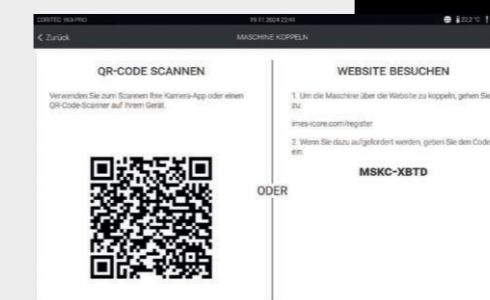 CORITEC 150i PRO
19.11.2024 22:41
22,2°C
< Zurück
MASCHINE KOPPELN
QR-CODE SCANNEN
Verwenden Sie zum Scannen Ihre Kamera-App oder einen
QR-Code-Scanner auf Ihrem Gerät.
ODER
WEBSITE BESUCHEN
1. Um die Maschine über die Website zu koppeln, gehen Sie
zu:
imes-icore.com/register
2. Wenn Sie dazu aufgefordert werden, geben Sie den Code
ein:
MSKC-XBTD